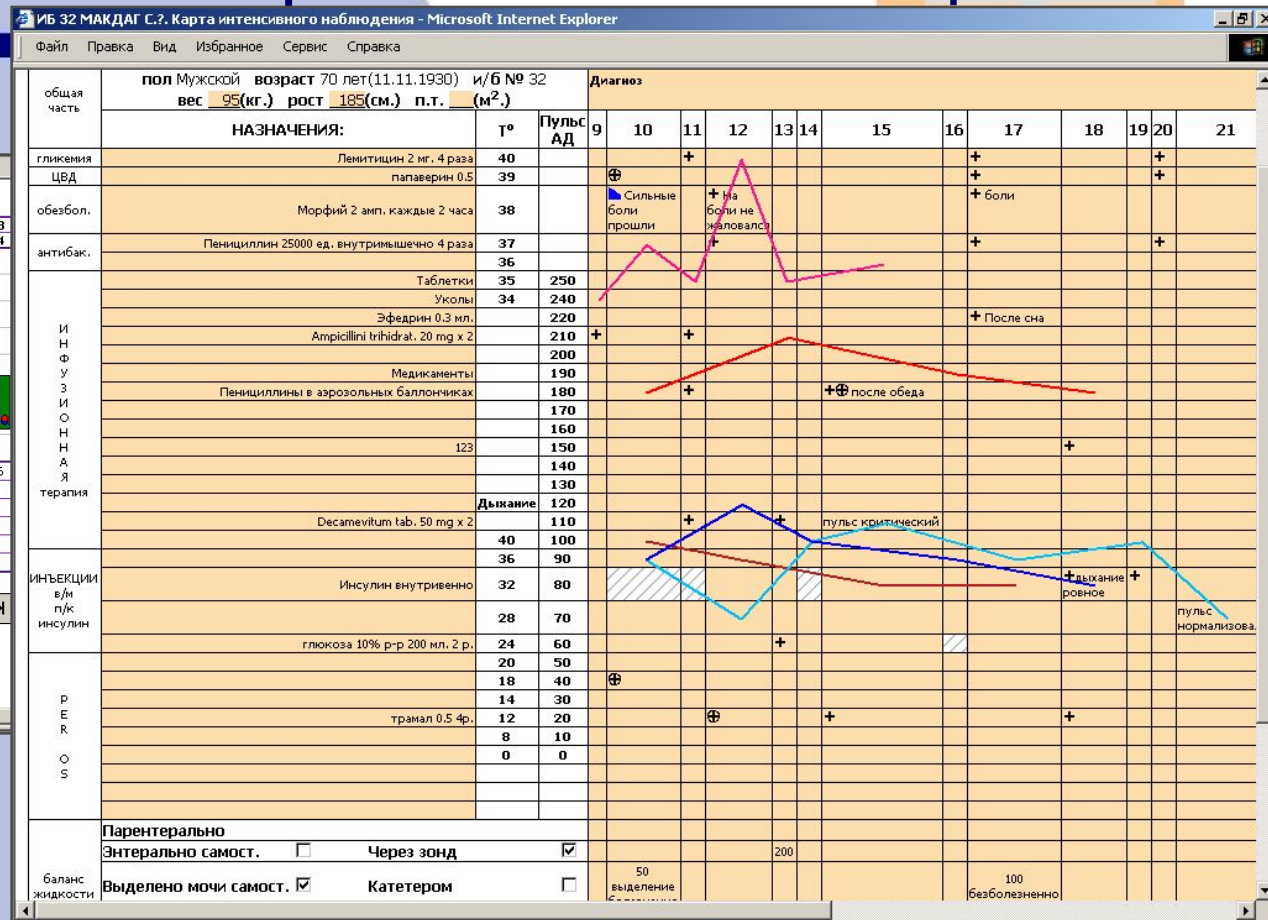 ИБ 32 МАКДАГ С.?. Карта интенсивного наблюдения - Microsoft Internet Explorer
Файл Правка Вид Избранное Сервис Справка
общая часть
пол Мужской возраст 70 лет(11.11.1930) и/б № 32
вес 95(кг.) рост 185(см.) п.т. (м².)
Диагноз
НАЗНАЧЕНИЯ: Tº Пульс АД 9 10 11 12 13 14 15 16 17 18 19 20 21
гликемия Лемитицин 2 мг. 4 раза 40 + + +
ЦВД папаверин 0.5 39 ⊕ + +
обезбол. Морфий 2 амп. каждые 2 часа 38 Сильные боли прошли + На боли не жаловался + боли
антибак. Пенициллин 25000 ед. внутримышечно 4 раза 37 + + +
36
ИНФУЗИОННАЯ терапия
Таблетки 35 250
Уколы 34 240
Эфедрин 0.3 мл. 220 + После сна
Ampicillini trihidrat. 20 mg x 2 210 + +
200
Медикаменты 190
Пенициллины в аэрозольных баллончиках 180 + +⊕ после обеда
170
160
123 150 +
140
130
Дыхание 120
Decamevitum tab. 50 mg x 2 110 + + пульс критический
40 100
36 90
ИНЪЕКЦИИ в/м п/к инсулин
Инсулин внутривенно 32 80 + дыхание ровное +
28 70 пульс нормализова.
глюкоза 10% р-р 200 мл. 2 р. 24 60 +
PER OS
20 50
18 40 ⊕
14 30
трамал 0.5 4р. 12 20 ⊕ + +
8 10
0 0
баланс жидкости
Парентерально
Энтерально самост. Через зонд 200
Выделено мочи самост. Катетером 50 выделение 100 безболезненно